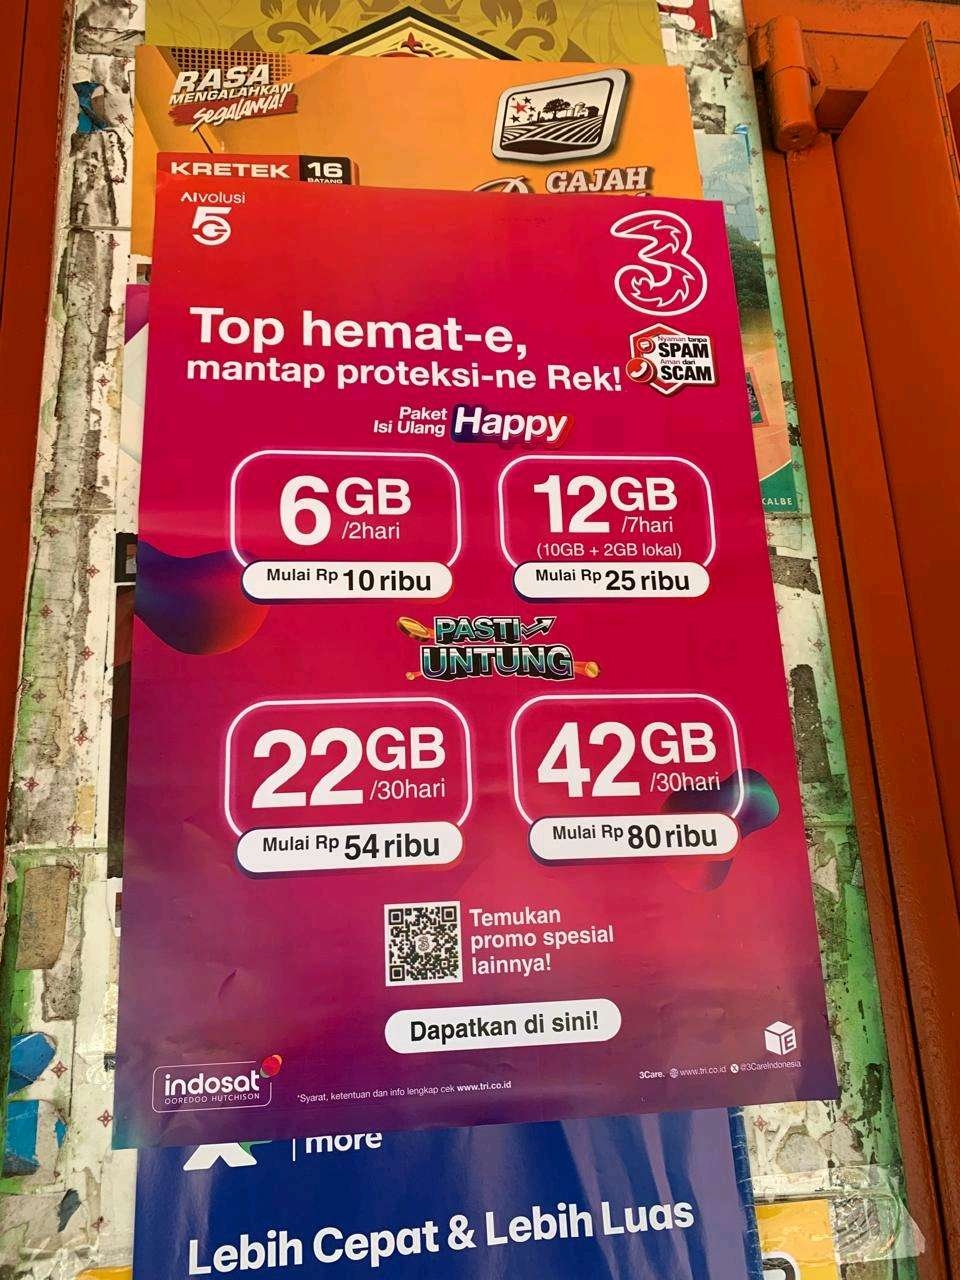 RASA
MENGALAHKAN
Segalanya!
KRETEK 16
BATANG
GAJAH
AIvolusi
5G
3
Top hemat-e,
mantap proteksi-ne Rek!
Nyaman tanpa
SPAM
Aman dari
SCAM
Paket
Isi Ulang
Happy
6GB
/2hari
Mulai Rp 10 ribu
12GB
/7hari
(10GB + 2GB lokal)
Mulai Rp 25 ribu
KALBE
PASTI
UNTUNG
22GB
/30hari
Mulai Rp 54 ribu
42GB
/30hari
Mulai Rp 80 ribu
Temukan
promo spesial
lainnya!
Dapatkan di sini!
indosat
OOREDOO HUTCHISON
*Syarat, ketentuan dan info lengkap cek www.tri.co.id
3Care. www.tri.co.id @3CareIndonesia
E
more
Lebih Cepat & Lebih Luas